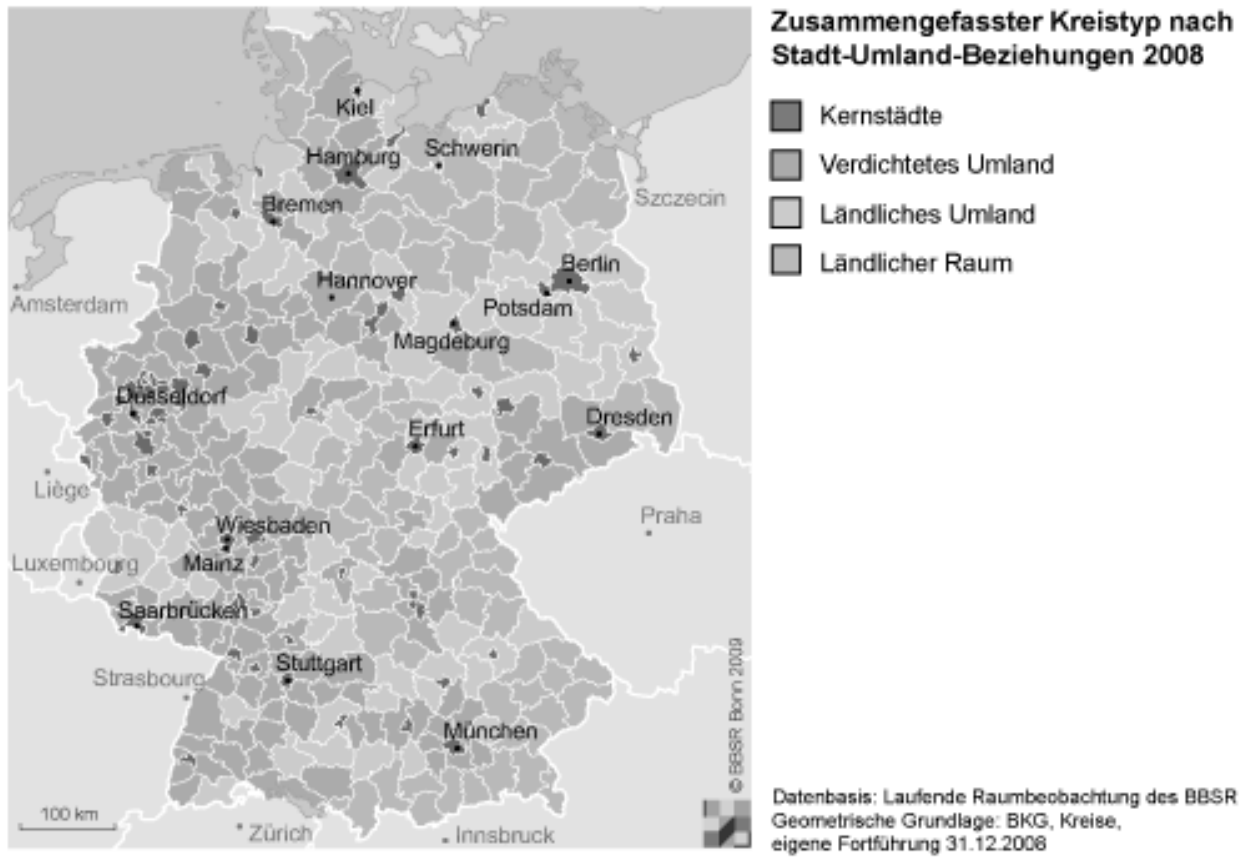 Zusammengefasster Kreistyp nach
Stadt-Umland-Beziehungen 2008
Kernstädte
Verdichtetes Umland
Ländliches Umland
Ländlicher Raum
Kiel
Hamburg
Schwerin
Szczecin
Bremen
Berlin
Hannover
Amsterdam
Potsdam
Magdeburg
Düsseldorf
Dresden
Erfurt
Liège
Wiesbaden
Praha
Mainz
Luxembourg
Saarbrücken
Stuttgart
Strasbourg
München
© BBSR Bonn 2009
100 km
Zürich
Innsbruck
Datenbasis: Laufende Raumbeobachtung des BBSR
Geometrische Grundlage: BKG, Kreise,
eigene Fortführung 31.12.2008